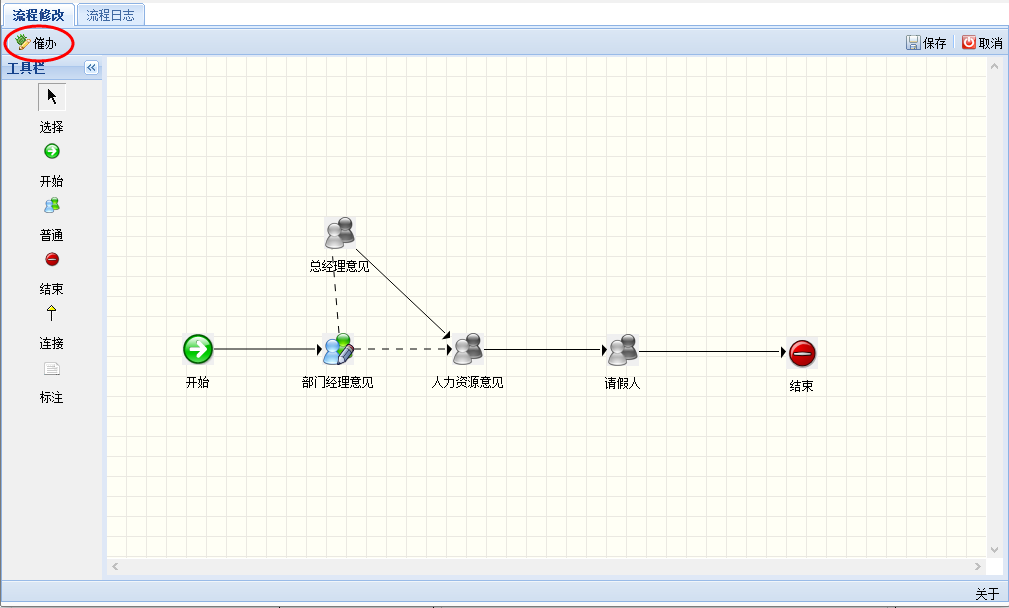 流程修改 流程日志
催办 保存 取消
工具栏
选择
开始
普通
结束
连接
标注
总经理意见
开始 部门经理意见 人力资源意见 请假人 结束
关于